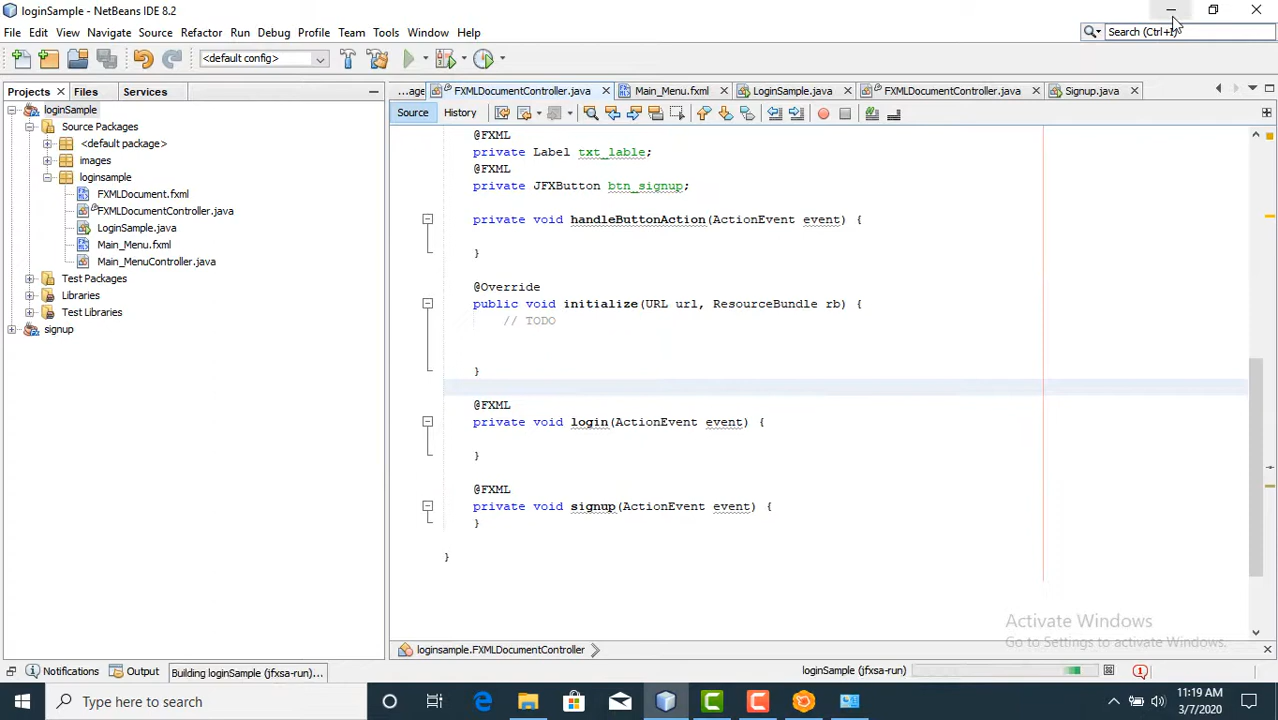 loginSample - NetBeans IDE 8.2
File Edit View Navigate Source Refactor Run Debug Profile Team Tools Window Help
Search (Ctrl+I)
<default config>
Projects Files Services
...age FXMLDocumentController.java Main_Menu.fxml LoginSample.java FXMLDocumentController.java Signup.java
Source History
loginSample
Source Packages
<default package>
images
loginsample
FXMLDocument.fxml
FXMLDocumentController.java
LoginSample.java
Main_Menu.fxml
Main_MenuController.java
Test Packages
Libraries
Test Libraries
signup
@FXML
private Label txt_lable;
@FXML
private JFXButton btn_signup;
private void handleButtonAction(ActionEvent event) {
}
@Override
public void initialize(URL url, ResourceBundle rb) {
// TODO
}
@FXML
private void login(ActionEvent event) {
}
@FXML
private void signup(ActionEvent event) {
}
}
Activate Windows
Go to Settings to activate Windows.
loginsample.FXMLDocumentController
Notifications Output Building loginSample (jfxsa-run)... loginSample (jfxsa-run)
Type here to search
11:19 AM
3/7/2020